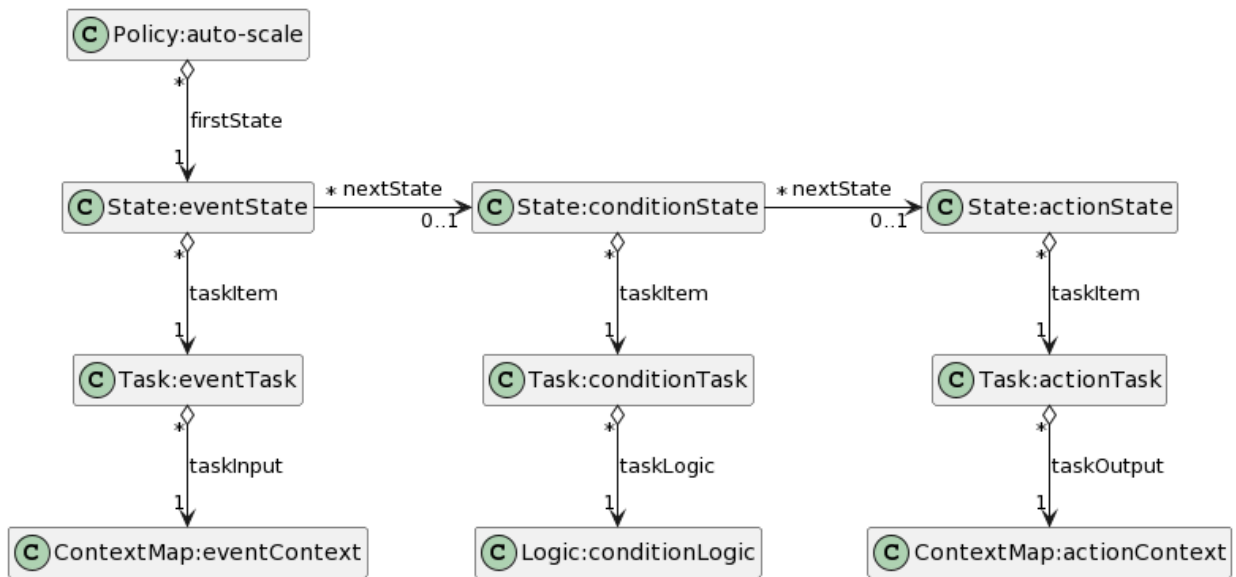 C Policy:auto-scale
*
firstState
1
C State:eventState
* nextState
0..1
C State:conditionState
* nextState
0..1
C State:actionState
*
taskItem
1
*
taskItem
1
*
taskItem
1
C Task:eventTask
C Task:conditionTask
C Task:actionTask
*
taskInput
1
*
taskLogic
1
*
taskOutput
1
C ContextMap:eventContext
C Logic:conditionLogic
C ContextMap:actionContext